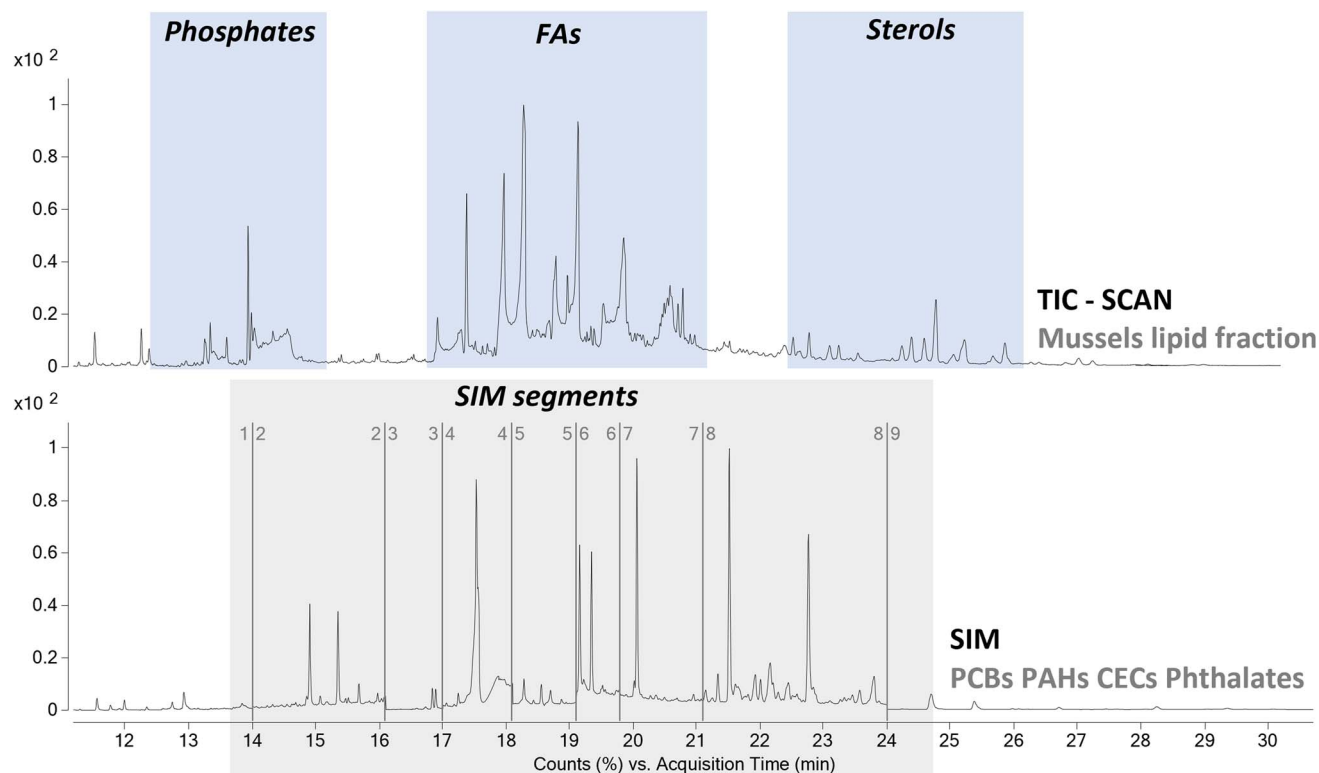 Phosphates
FAs
Sterols
x10 2
1
0.8
0.6
0.4
0.2
0
TIC - SCAN
Mussels lipid fraction
x10 2
SIM segments
1 2
2 3
3 4
4 5
5 6
6 7
7 8
8 9
1
0.8
0.6
0.4
0.2
0
SIM
PCBs PAHs CECs Phthalates
12 13 14 15 16 17 18 19 20 21 22 23 24 25 26 27 28 29 30
Counts (%) vs. Acquisition Time (min)